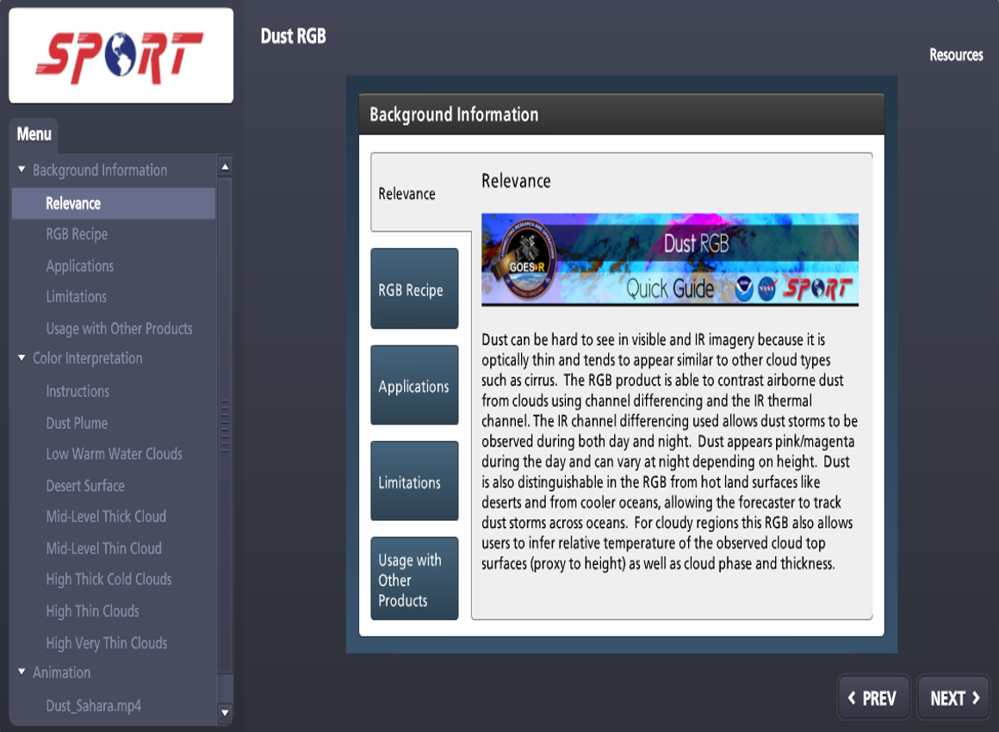 SPORT
Dust RGB
Resources
Menu
Background Information
Relevance
RGB Recipe
Applications
Limitations
Usage with Other Products
Color Interpretation
Instructions
Dust Plume
Low Warm Water Clouds
Desert Surface
Mid-Level Thick Cloud
Mid-Level Thin Cloud
High Thick Cold Clouds
High Thin Clouds
High Very Thin Clouds
Animation
Dust_Sahara.mp4
Background Information
Relevance
RGB Recipe
Applications
Limitations
Usage with
Other
Products
Relevance
GOES R
Dust RGB
Quick Guide
NASA
SPORT
Dust can be hard to see in visible and IR imagery because it is
optically thin and tends to appear similar to other cloud types
such as cirrus. The RGB product is able to contrast airborne dust
from clouds using channel differencing and the IR thermal
channel. The IR channel differencing used allows dust storms to be
observed during both day and night. Dust appears pink/magenta
during the day and can vary at night depending on height. Dust
is also distinguishable in the RGB from hot land surfaces like
deserts and from cooler oceans, allowing the forecaster to track
dust storms across oceans. For cloudy regions this RGB also allows
users to infer relative temperature of the observed cloud top
surfaces (proxy to height) as well as cloud phase and thickness.
PREV
NEXT